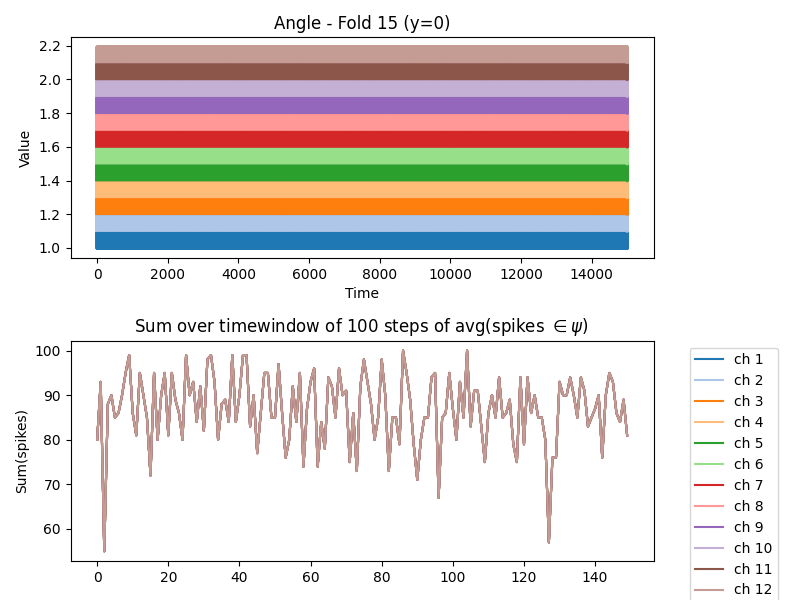 Angle - Fold 15 (y=0)
2.2
2.0
1.8
1.6
1.4
1.2
1.0
Value
0 2000 4000 6000 8000 10000 12000 14000
Time
Sum over timewindow of 100 steps of avg(spikes ∈ ψ)
100
90
80
70
60
Sum(spikes)
0 20 40 60 80 100 120 140
ch 1
ch 2
ch 3
ch 4
ch 5
ch 6
ch 7
ch 8
ch 9
ch 10
ch 11
ch 12